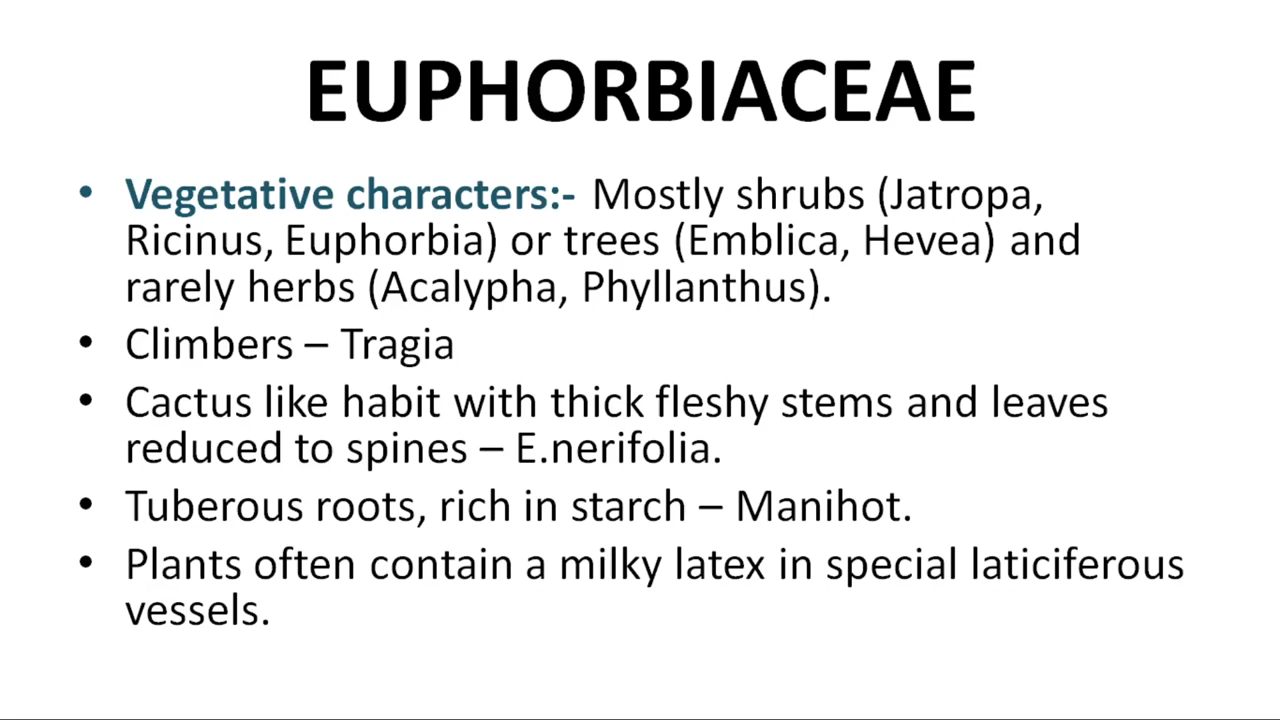 EUPHORBIACEAE
• Vegetative characters:- Mostly shrubs (Jatropa,
Ricinus, Euphorbia) or trees (Emblica, Hevea) and
rarely herbs (Acalypha, Phyllanthus).
• Climbers – Tragia
• Cactus like habit with thick fleshy stems and leaves
reduced to spines – E.nerifolia.
• Tuberous roots, rich in starch – Manihot.
• Plants often contain a milky latex in special laticiferous
vessels.